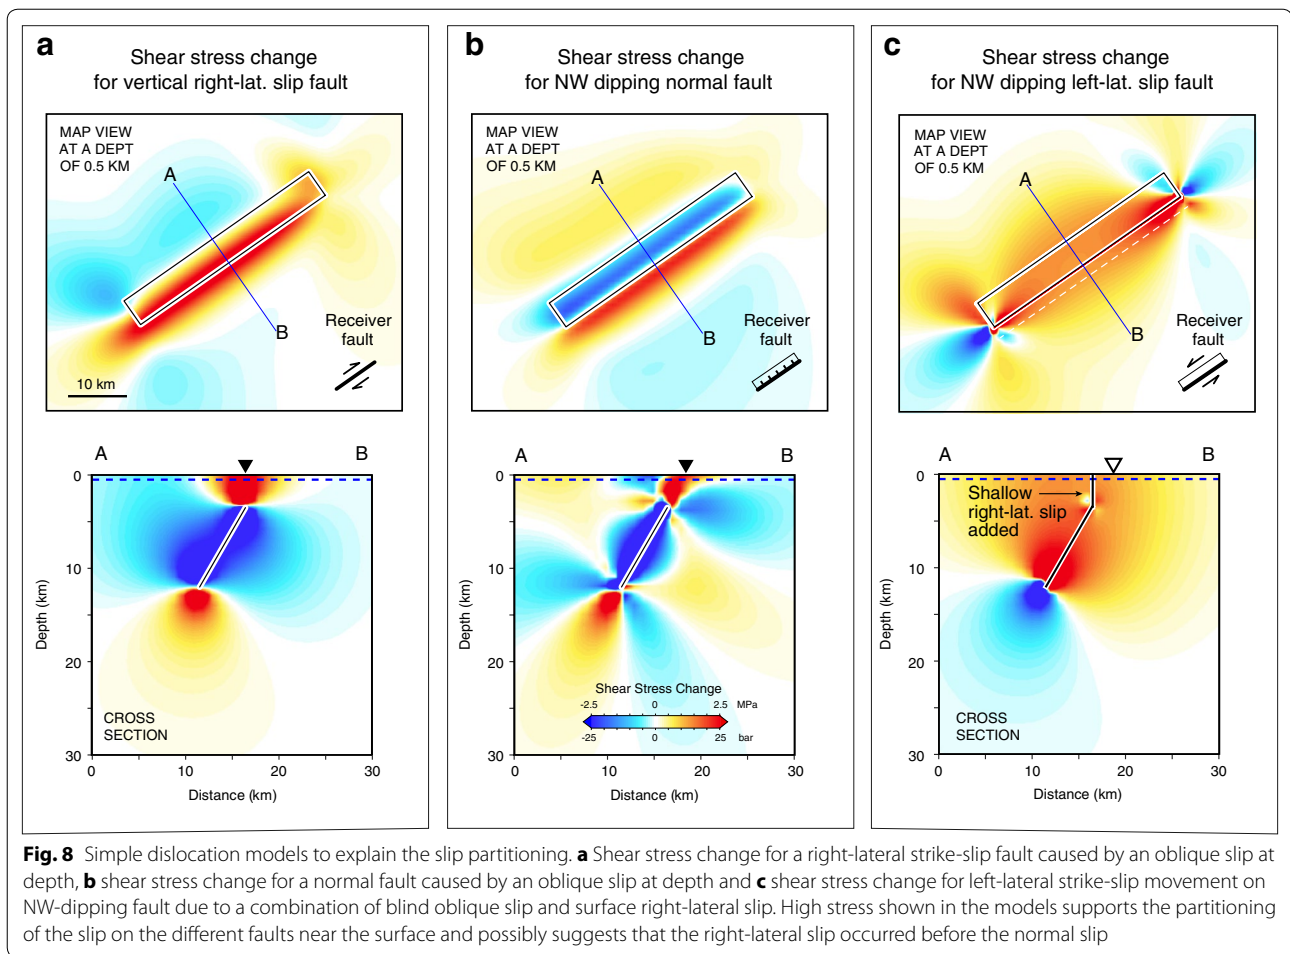 a
Shear stress change
for vertical right-lat. slip fault
MAP VIEW
AT A DEPT
OF 0.5 KM
A
B
Receiver
fault
10 km
A
B
0
10
20
30
Depth (km)
CROSS
SECTION
0
10
20
30
Distance (km)
b
Shear stress change
for NW dipping normal fault
MAP VIEW
AT A DEPT
OF 0.5 KM
A
B
Receiver
fault
A
B
0
10
20
30
Depth (km)
Shear Stress Change
-2.5 0 2.5 MPa
-25 0 25 bar
0
10
20
30
Distance (km)
c
Shear stress change
for NW dipping left-lat. slip fault
MAP VIEW
AT A DEPT
OF 0.5 KM
A
B
Receiver
fault
A
B
0
10
20
30
Depth (km)
Shallow
right-lat. slip
added
CROSS
SECTION
0
10
20
30
Distance (km)
Fig. 8 Simple dislocation models to explain the slip partitioning. a Shear stress change for a right-lateral strike-slip fault caused by an oblique slip at
depth, b shear stress change for a normal fault caused by an oblique slip at depth and c shear stress change for left-lateral strike-slip movement on
NW-dipping fault due to a combination of blind oblique slip and surface right-lateral slip. High stress shown in the models supports the partitioning
of the slip on the different faults near the surface and possibly suggests that the right-lateral slip occurred before the normal slip